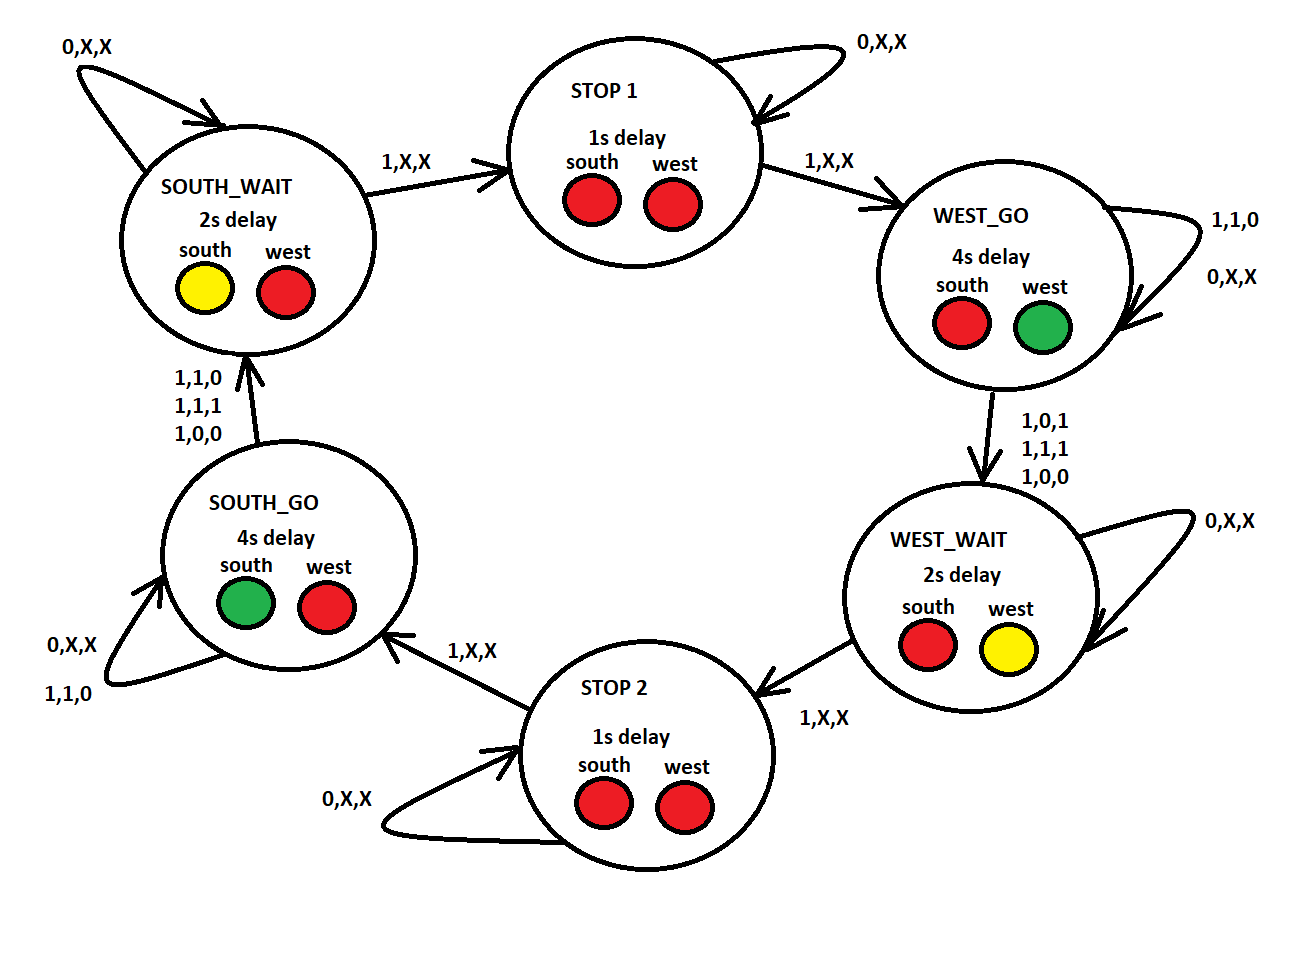 0,X,X
SOUTH_WAIT
2s delay
south west
1,X,X
STOP 1
1s delay
south west
0,X,X
1,X,X
WEST_GO
4s delay
south west
1,1,0
0,X,X
1,0,1
1,1,1
1,0,0
WEST_WAIT
2s delay
south west
0,X,X
1,X,X
STOP 2
1s delay
south west
0,X,X
1,X,X
SOUTH_GO
4s delay
south west
0,X,X
1,1,0
1,1,0
1,1,1
1,0,0